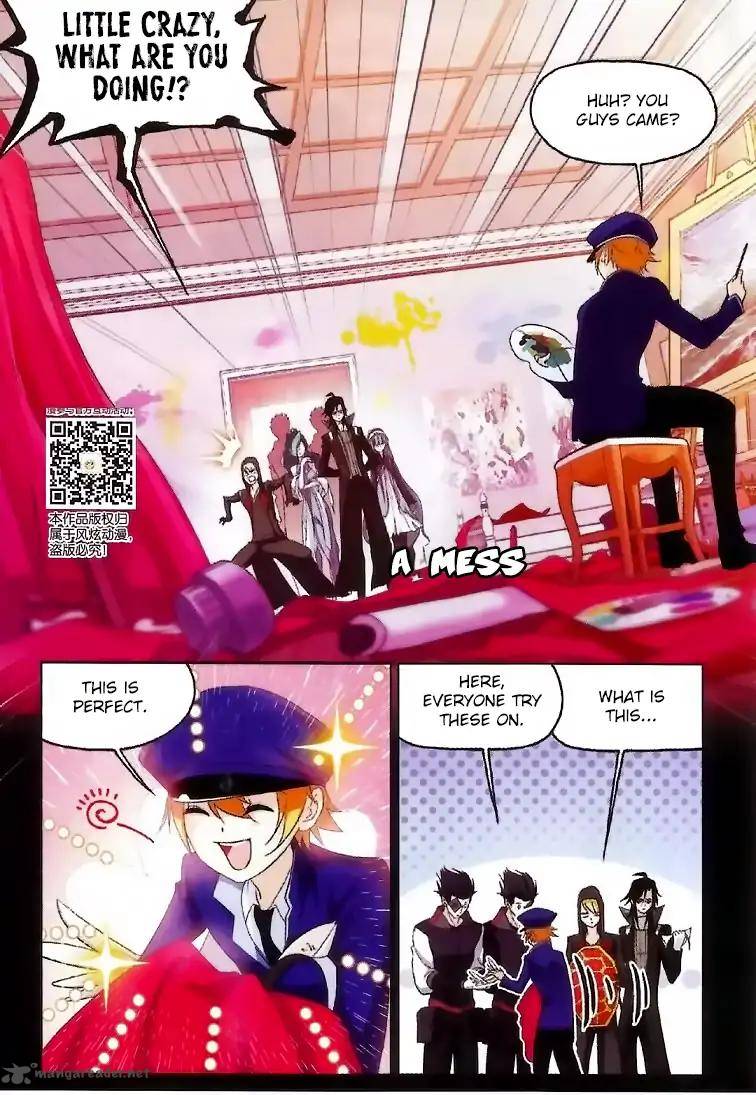 LITTLE CRAZY,
WHAT ARE YOU
DOING!?
HUH? YOU
GUYS CAME?
本作品版权归
属于风炫动漫,
盗版必究!
A MESS
THIS IS
PERFECT.
HERE,
EVERYONE TRY
THESE ON.
WHAT IS
THIS...
mangareader.net